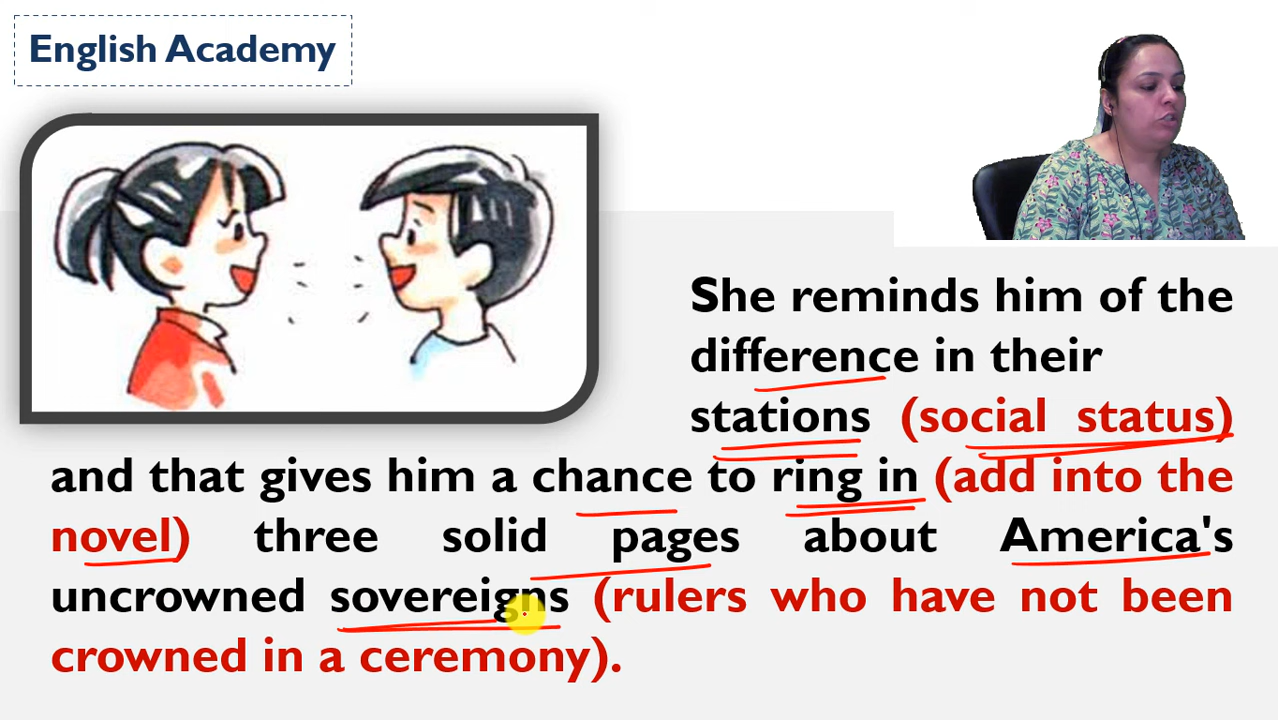 English Academy
She reminds him of the
difference in their
stations (social status)
and that gives him a chance to ring in (add into the
novel) three solid pages about America's
uncrowned sovereigns (rulers who have not been
crowned in a ceremony).